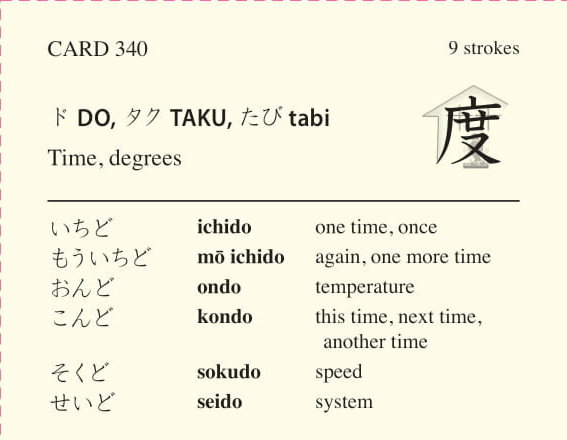 CARD 340 9 strokes
ド DO, タク TAKU, たび tabi
度
Time, degrees
いちど ichido one time, once
もういちど mō ichido again, one more time
おんど ondo temperature
こんど kondo this time, next time,
another time
そくど sokudo speed
せいど seido system